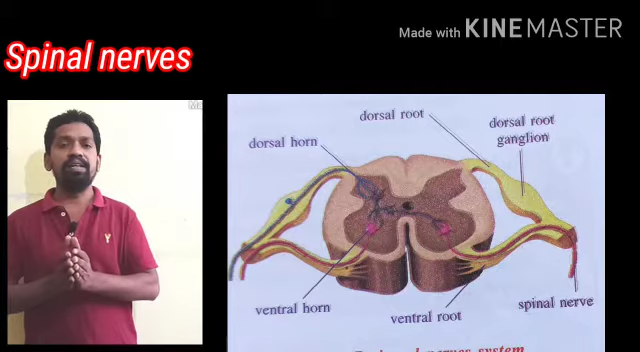 Made with KINEMASTER
Spinal nerves
dorsal root
dorsal root
ganglion
dorsal horn
ventral horn
ventral root
spinal nerve